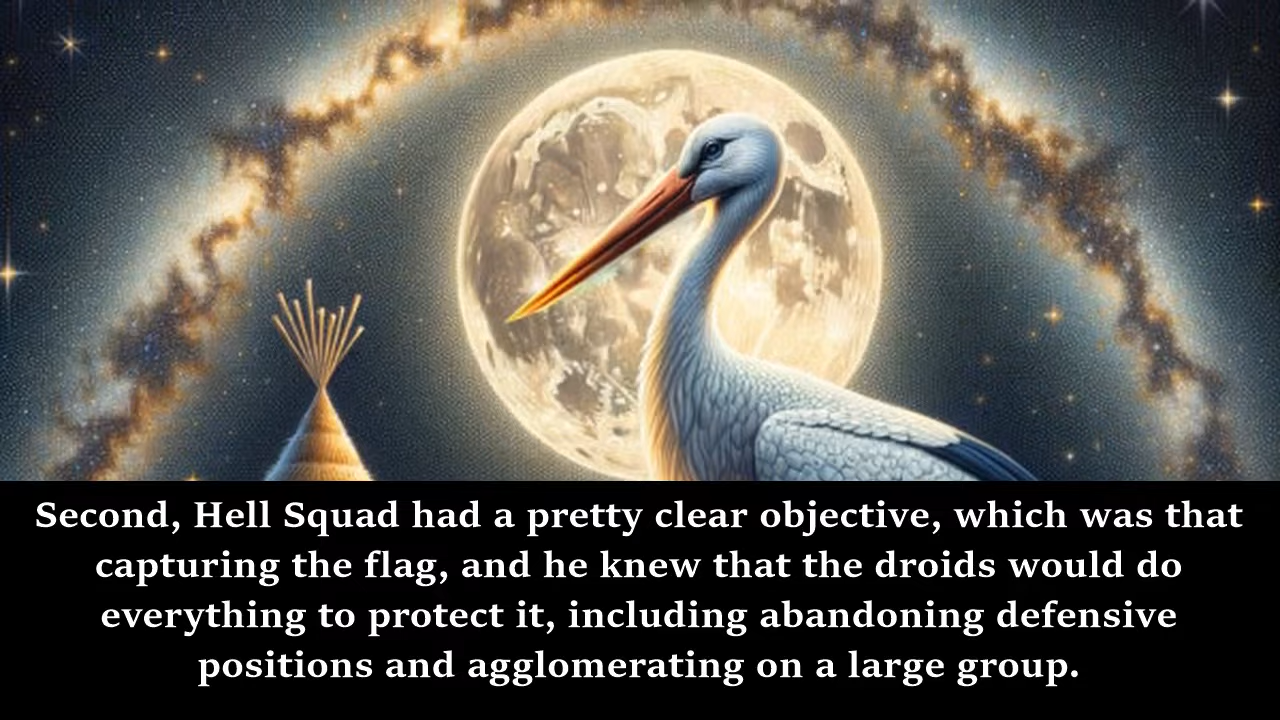 Second, Hell Squad had a pretty clear objective, which was that
capturing the flag, and he knew that the droids would do
everything to protect it, including abandoning defensive
positions and agglomerating on a large group.